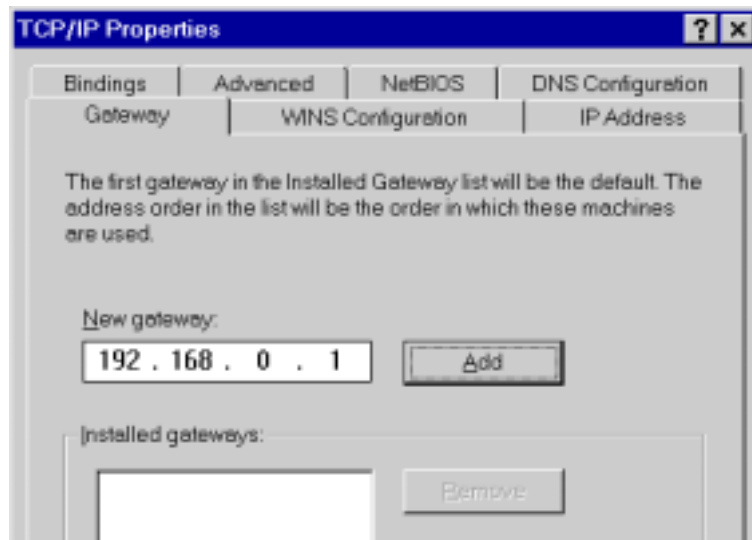 TCP/IP Properties
? ×
Bindings Advanced NetBIOS DNS Configuration
Gateway WINS Configuration IP Address
The first gateway in the Installed Gateway list will be the default. The
address order in the list will be the order in which these machines
are used.
New gateway:
192 . 168 . 0 . 1 Add
Installed gateways:
Remove